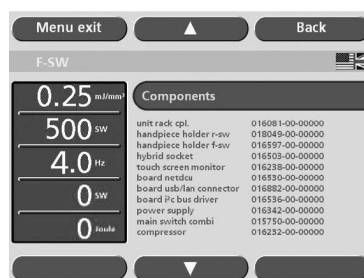 Menu exit
Back
F-SW
0.25 mJ/mm²
500 SW
4.0 Hz
0 SW
0 Joule
Components
unit rack cpl. 016081-00-00000
handpiece holder r-sw 018049-00-00000
handpiece holder f-sw 016597-00-00000
hybrid socket 016503-00-00000
touch screen monitor 016238-00-00000
board netdcu 016530-00-00000
board usb/lan connector 016882-00-00000
board i²c bus driver 016536-00-00000
power supply 016342-00-00000
main switch combi 015750-00-00000
compressor 016232-00-00000